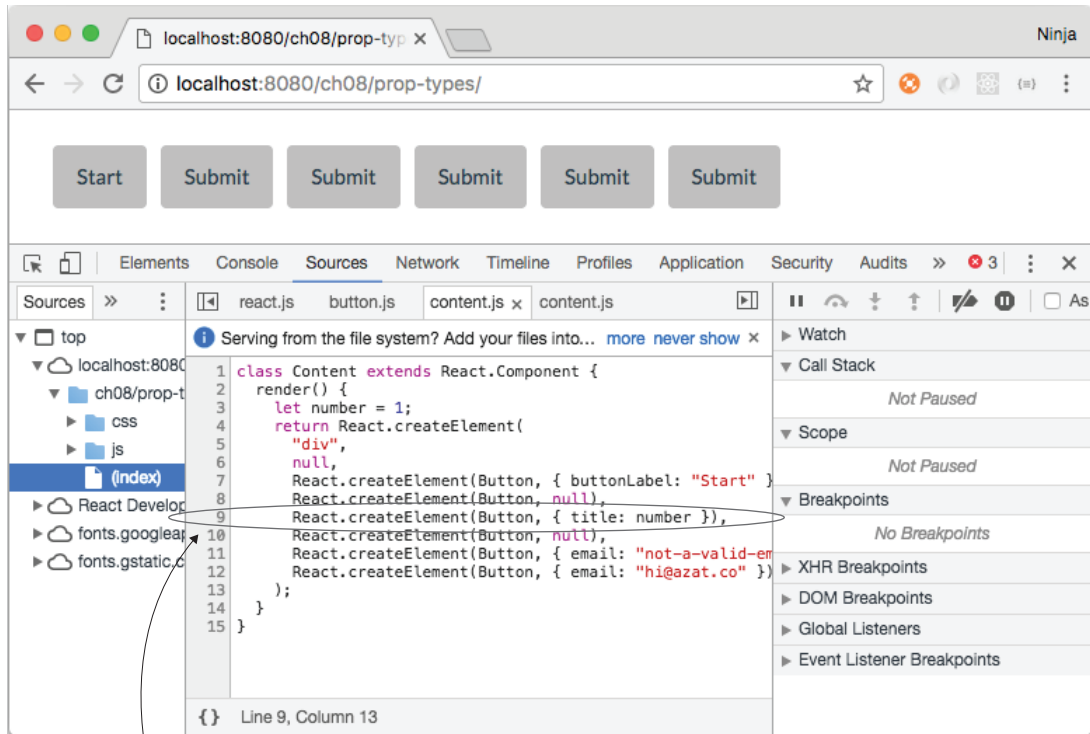 localhost:8080/ch08/prop-typ × Ninja
localhost:8080/ch08/prop-types/
Start Submit Submit Submit Submit Submit
Elements Console Sources Network Timeline Profiles Application Security Audits » 3
Sources » react.js button.js content.js × content.js As
top
localhost:8080
ch08/prop-t
css
js
(index)
React Develop
fonts.googleap
fonts.gstatic.c
Serving from the file system? Add your files into... more never show ×
1 class Content extends React.Component {
2 render() {
3 let number = 1;
4 return React.createElement(
5 "div",
6 null,
7 React.createElement(Button, { buttonLabel: "Start" }
8 React.createElement(Button, null),
9 React.createElement(Button, { title: number }),
10 React.createElement(Button, null),
11 React.createElement(Button, { email: "not-a-valid-em
12 React.createElement(Button, { email: "hi@azat.co" })
13 );
14 }
15 }
{} Line 9, Column 13
Watch
Call Stack
Not Paused
Scope
Not Paused
Breakpoints
No Breakpoints
XHR Breakpoints
DOM Breakpoints
Global Listeners
Event Listener Breakpoints